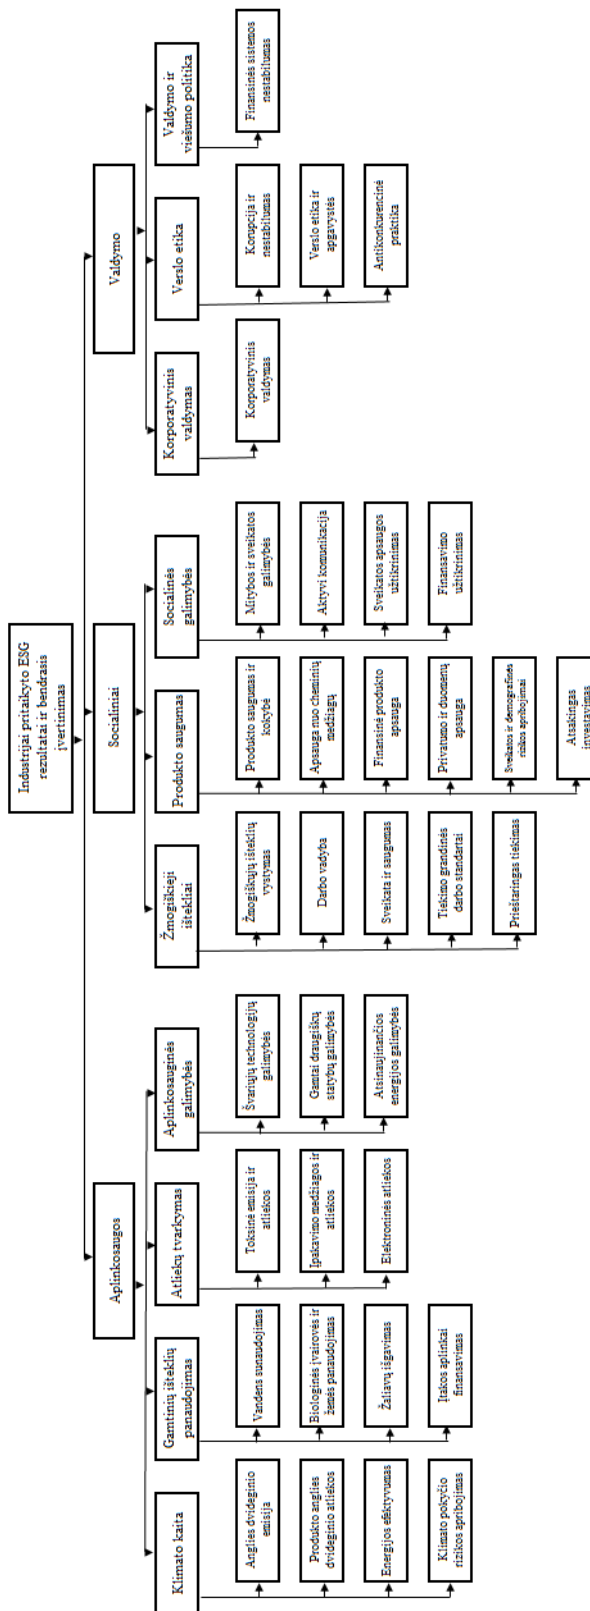 Industrijai pritaikyto ESG
rezultatai ir bendrasis
įvertinimas
Aplinkosaugos
Socialiniai
Valdymo
Klimato kaita
Gamtinių išteklių
panaudojimas
Atliekų tvarkymas
Aplinkosauginės
galimybės
Žmogiškieji
ištekliai
Produkto saugumas
Socialinės
galimybės
Korporatyvinis
valdymas
Verslo etika
Valdymo ir
viešumo politika
Anglies dvideginio
emisija
Produkto anglies
dvideginio atliekos
Energijos efektyvumas
Klimato pokyčio
rizikos apribojimas
Vandens sunaudojimas
Biologinės įvairovės ir
žemės panaudojimas
Žaliavų išgavimas
Įtakos aplinkai
finansavimas
Toksinė emisija ir
atliekos
Įpakavimo medžiagos ir
atliekos
Elektroninės atliekos
Švariųjų technologijų
galimybės
Gamtai draugiškų
statybų galimybės
Atsinaujinančios
energijos galimybės
Žmogiškųjų išteklių
vystymas
Darbo vadyba
Sveikata ir saugumas
Tiekimo grandinės
darbo standartai
Prieštaringas tiekimas
Produkto saugumas ir
kokybė
Apsauga nuo cheminių
medžiagų
Finansinė produkto
apsauga
Privatumo ir duomenų
apsauga
Sveikatos ir demografinės
rizikos apribojimai
Atsakingas
investavimas
Mitybos ir sveikatos
galimybės
Aktyvi komunikacija
Sveikatos apsaugos
užtikrinimas
Finansavimo
užtikrinimas
Korporatyvinis
valdymas
Korupcija ir
nestabilumas
Verslo etika ir
apgavystės
Antikonkurencinė
praktika
Finansinės sistemos
nestabilumas